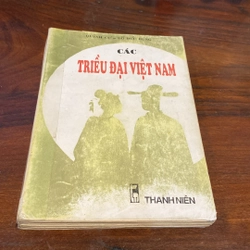 CÁC
TRIỀU ĐẠI VIỆT NAM
THANH NIÊN